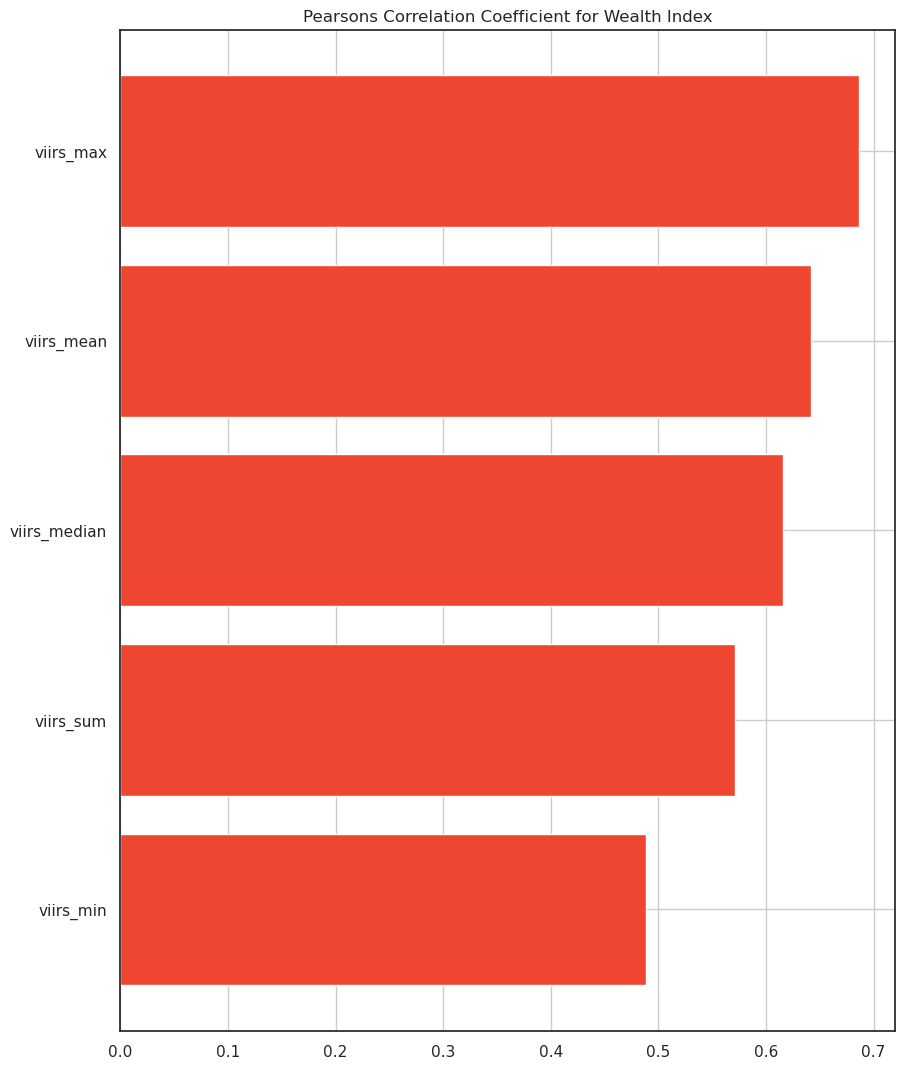 Pearsons Correlation Coefficient for Wealth Index
viirs_max
viirs_mean
viirs_median
viirs_sum
viirs_min
0.0 0.1 0.2 0.3 0.4 0.5 0.6 0.7